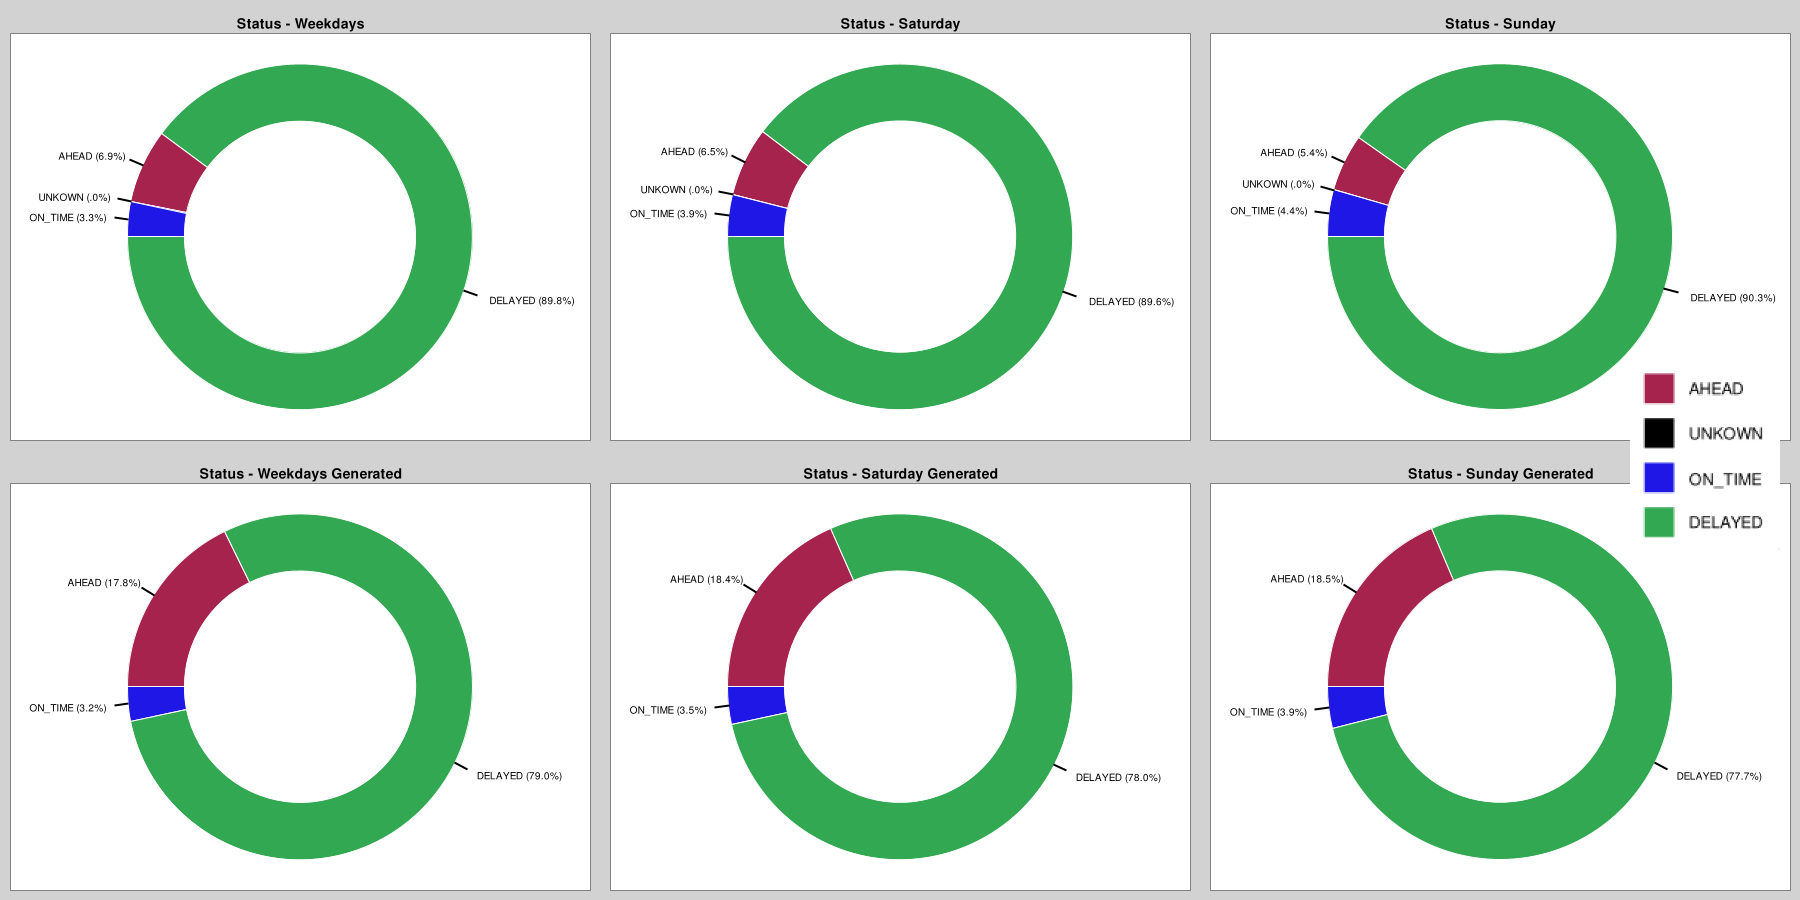 Status - Weekdays
AHEAD (6.9%)
UNKOWN (.0%)
ON_TIME (3.3%)
DELAYED (89.8%)
Status - Saturday
AHEAD (6.5%)
UNKOWN (.0%)
ON_TIME (3.9%)
DELAYED (89.6%)
Status - Sunday
AHEAD (5.4%)
UNKOWN (.0%)
ON_TIME (4.4%)
DELAYED (90.3%)
AHEAD
UNKOWN
ON_TIME
DELAYED
Status - Weekdays Generated
AHEAD (17.8%)
ON_TIME (3.2%)
DELAYED (79.0%)
Status - Saturday Generated
AHEAD (18.4%)
ON_TIME (3.5%)
DELAYED (78.0%)
Status - Sunday Generated
AHEAD (18.5%)
ON_TIME (3.9%)
DELAYED (77.7%)